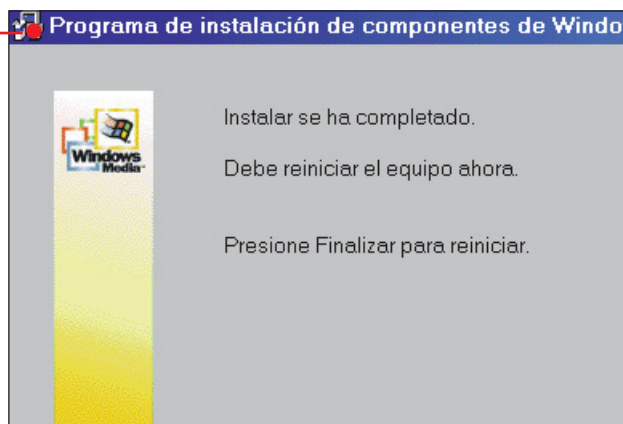 Programa de instalación de componentes de Windo
Windows
Media
Instalar se ha completado.
Debe reiniciar el equipo ahora.
Presione Finalizar para reiniciar.